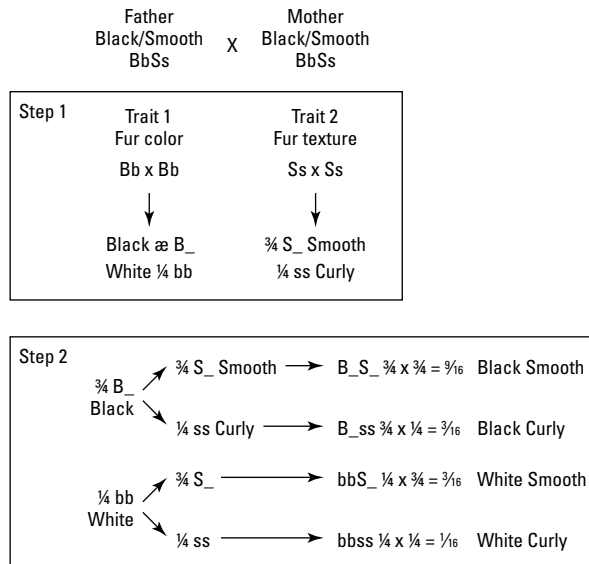 Father Mother
Black/Smooth X Black/Smooth
BbSs BbSs
Step 1 Trait 1 Trait 2
Fur color Fur texture
Bb x Bb Ss x Ss
Black æ B_ ¾ S_ Smooth
White ¼ bb ¼ ss Curly
Step 2
¾ S_ Smooth B_S_ ¾ x ¾ = 9⁄16 Black Smooth
¾ B_
Black
¼ ss Curly B_ss ¾ x ¼ = 3⁄16 Black Curly
¾ S_ bbS_ ¼ x ¾ = 3⁄16 White Smooth
¼ bb
White
¼ ss bbss ¼ x ¼ = 1⁄16 White Curly